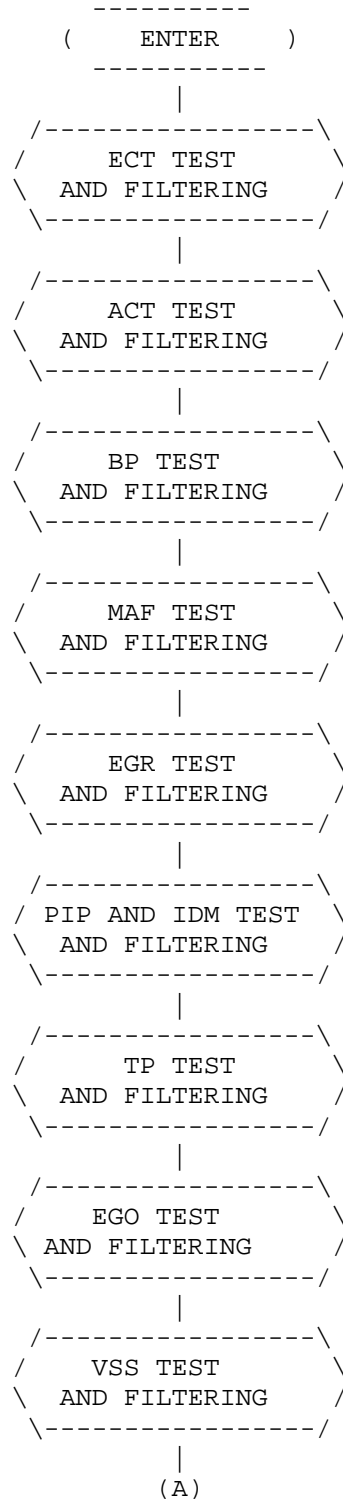 ENTER
ECT TEST
AND FILTERING
ACT TEST
AND FILTERING
BP TEST
AND FILTERING
MAF TEST
AND FILTERING
EGR TEST
AND FILTERING
PIP AND IDM TEST
AND FILTERING
TP TEST
AND FILTERING
EGO TEST
AND FILTERING
VSS TEST
AND FILTERING
(A)